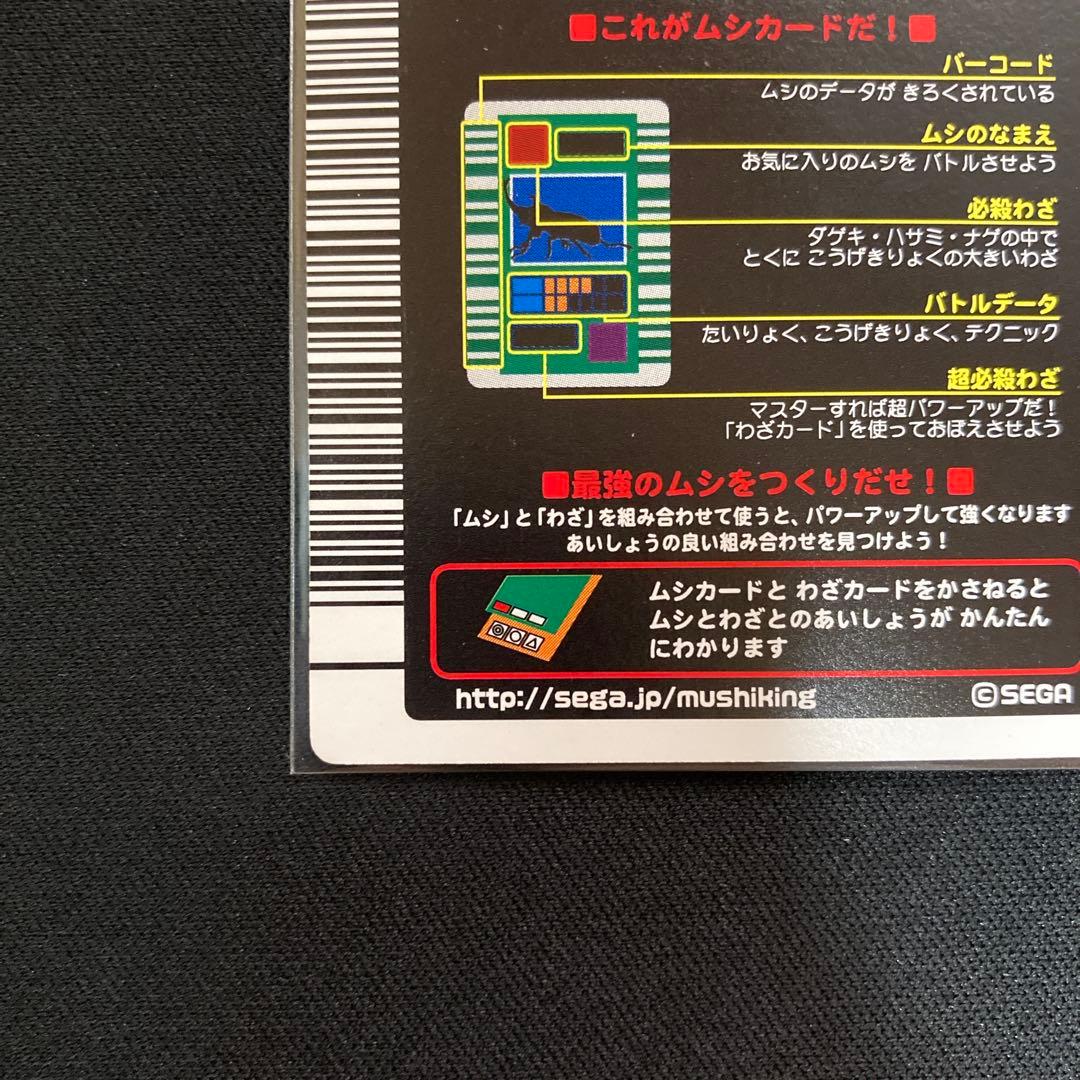 ■これがムシカードだ！■
バーコード
ムシのデータが きろくされている
ムシのなまえ
お気に入りのムシを バトルさせよう
必殺わざ
ダゲキ・ハサミ・ナゲの中で
とくに こうげきりょくの大きいわざ
バトルデータ
たいりょく、こうげきりょく、テクニック
超必殺わざ
マスターすれば超パワーアップだ！
「わざカード」を使っておぼえさせよう
■最強のムシをつくりだせ！■
「ムシ」と「わざ」を組み合わせて使うと、パワーアップして強くなります
あいしょうの良い組み合わせを見つけよう！
ムシカードと わざカードをかさねると
ムシとわざとのあいしょうが かんたん
にわかります
http://sega.jp/mushiking
©SEGA